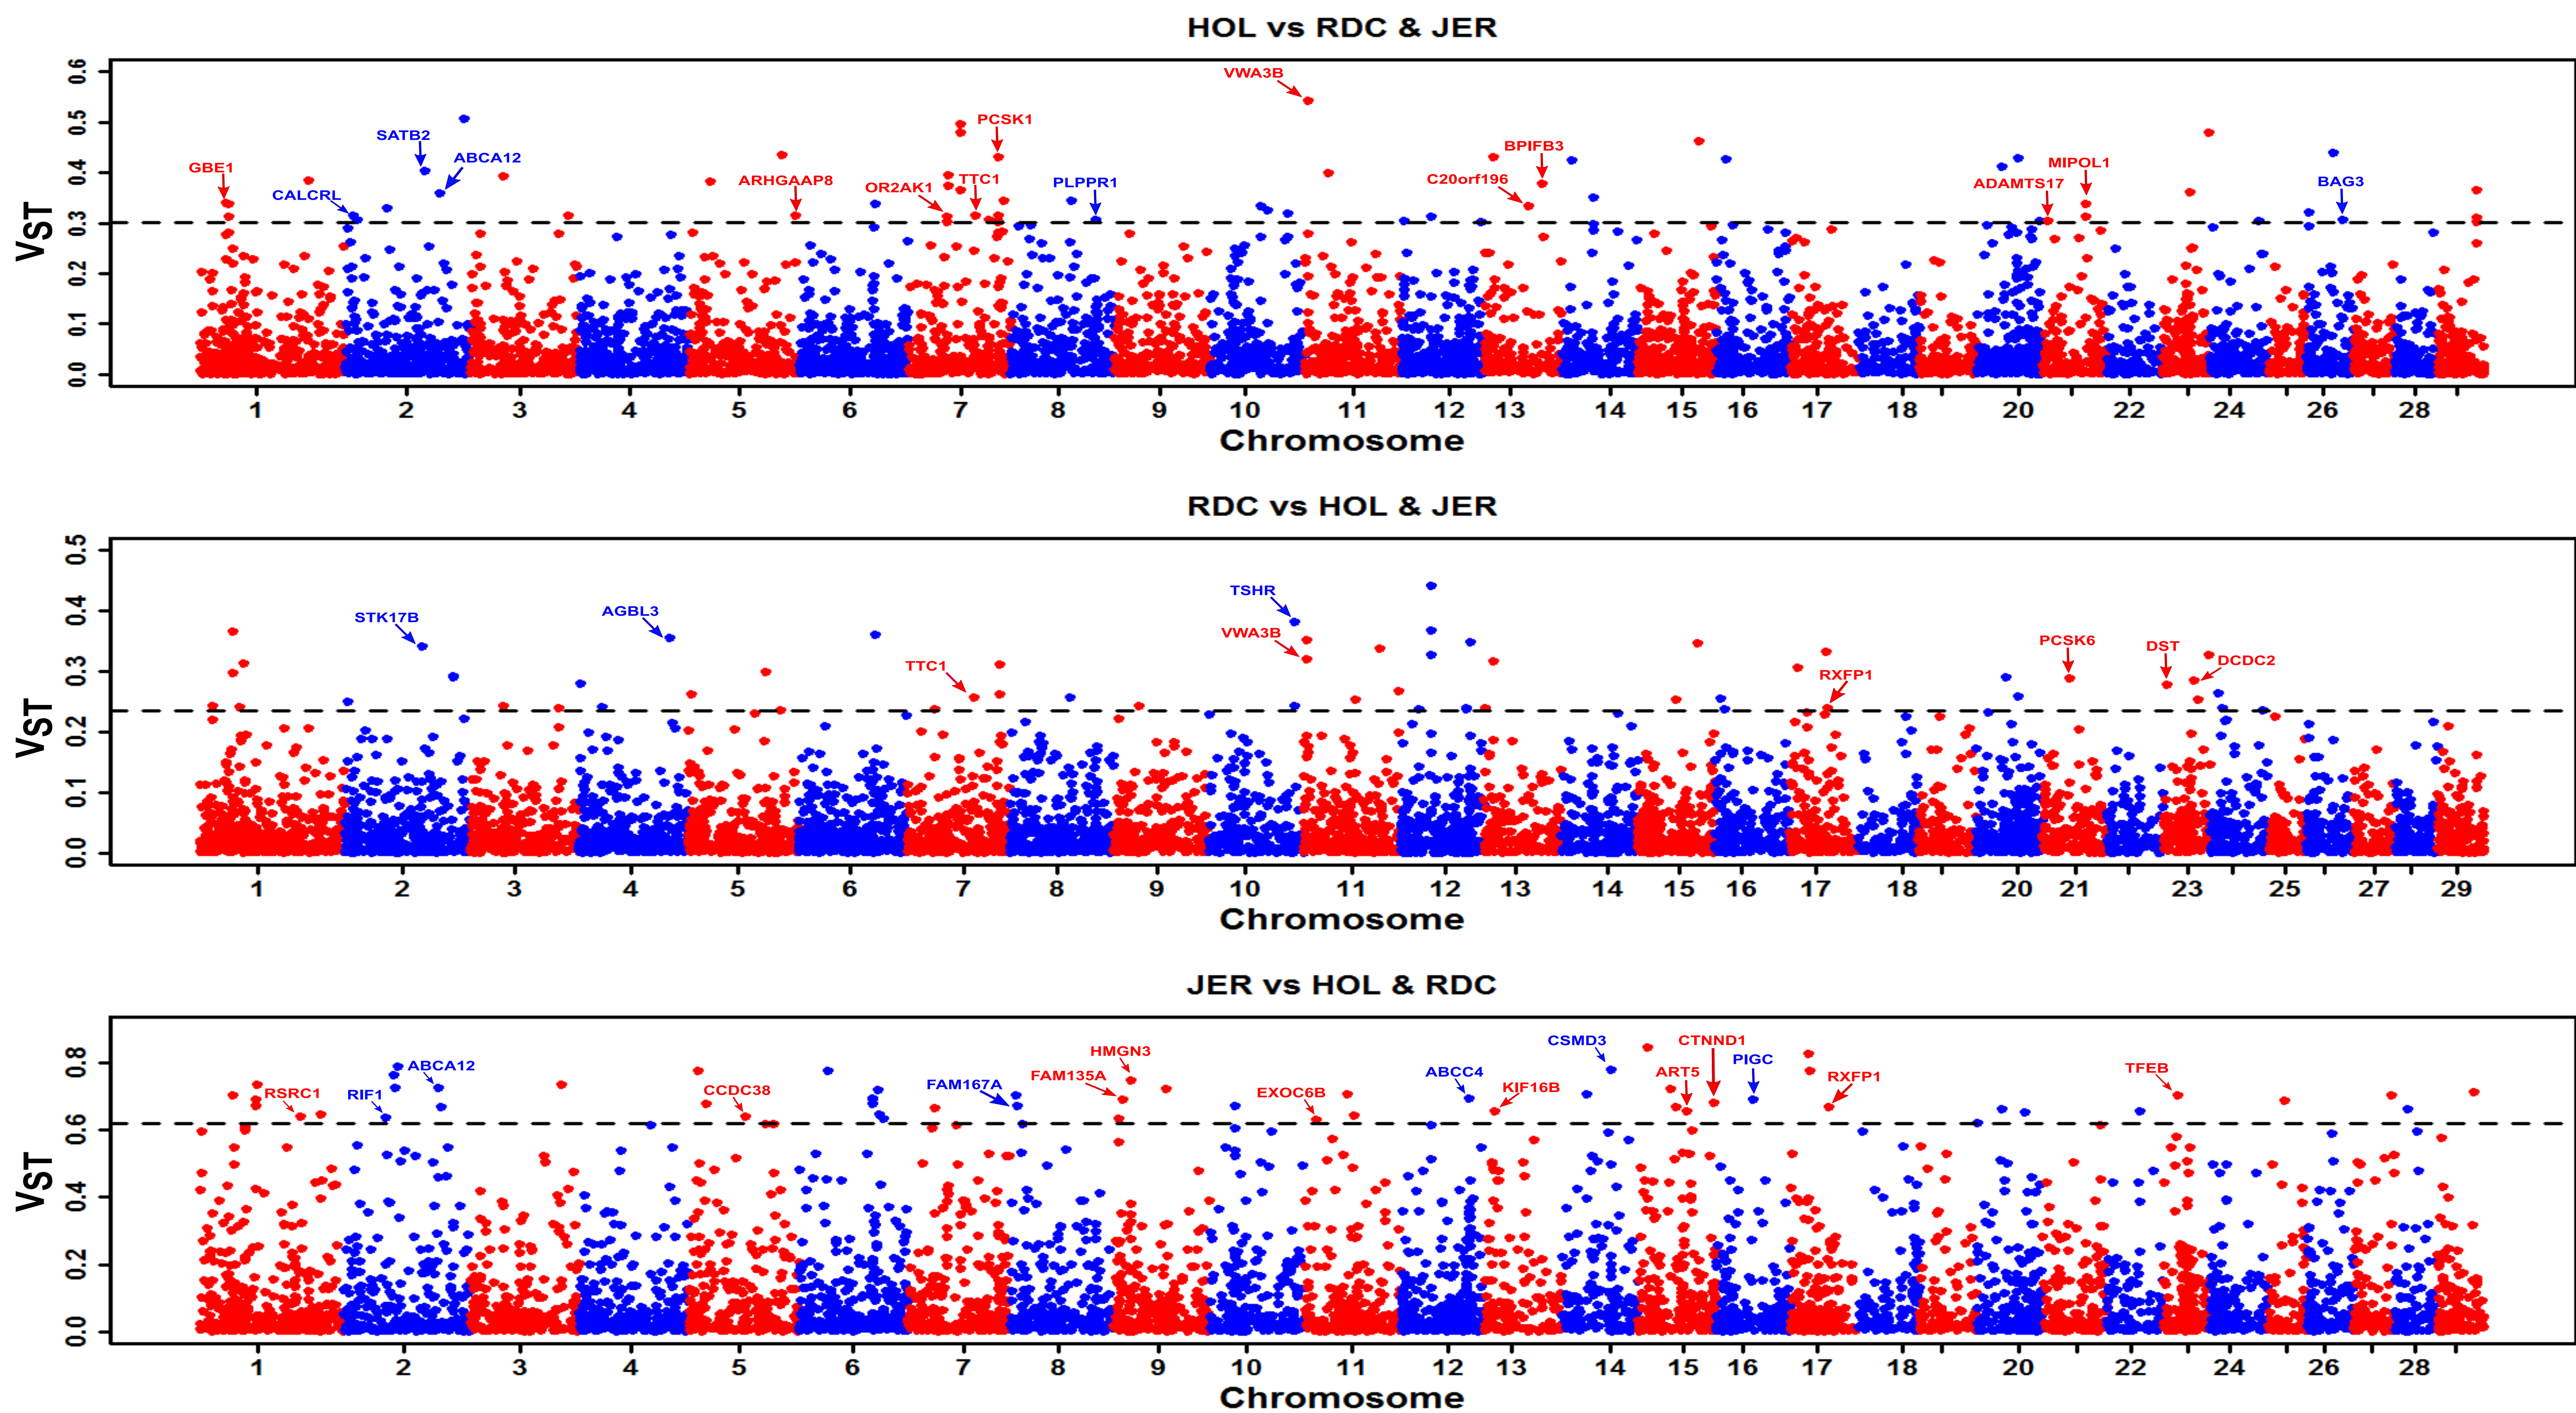 HOL vs RDC & JER
0.6
VWA3B
0.5
SATB2
PCSK1
ABCA12
BPIFB3
0.4
GBE1
MIPOL1
CALCRL
ARHGAAP8
OR2AK1
TTC1
PLPPR1
C20orf196
ADAMTS17
BAG3
0.3
VST
0.2
0.1
0.0
1 2 3 4 5 6 7 8 9 10 11 12 13 14 15 16 17 18 20 22 24 26 28
Chromosome
RDC vs HOL & JER
0.5
TSHR
0.4
STK17B
AGBL3
VWA3B
PCSK6
DST
DCDC2
TTC1
RXFP1
0.3
VST
0.2
0.1
0.0
1 2 3 4 5 6 7 8 9 10 11 12 13 14 15 16 17 18 20 21 23 25 27 29
Chromosome
JER vs HOL & RDC
CSMD3
CTNND1
HMGN3
PIGC
0.8
ABCA12
TFEB
RSRC1
RIF1
CCDC38
FAM167A
FAM135A
EXOC6B
ABCC4
KIF16B
ART5
RXFP1
0.6
VST
0.4
0.2
0.0
1 2 3 4 5 6 7 8 9 10 11 12 13 14 15 16 17 18 20 22 24 26 28
Chromosome